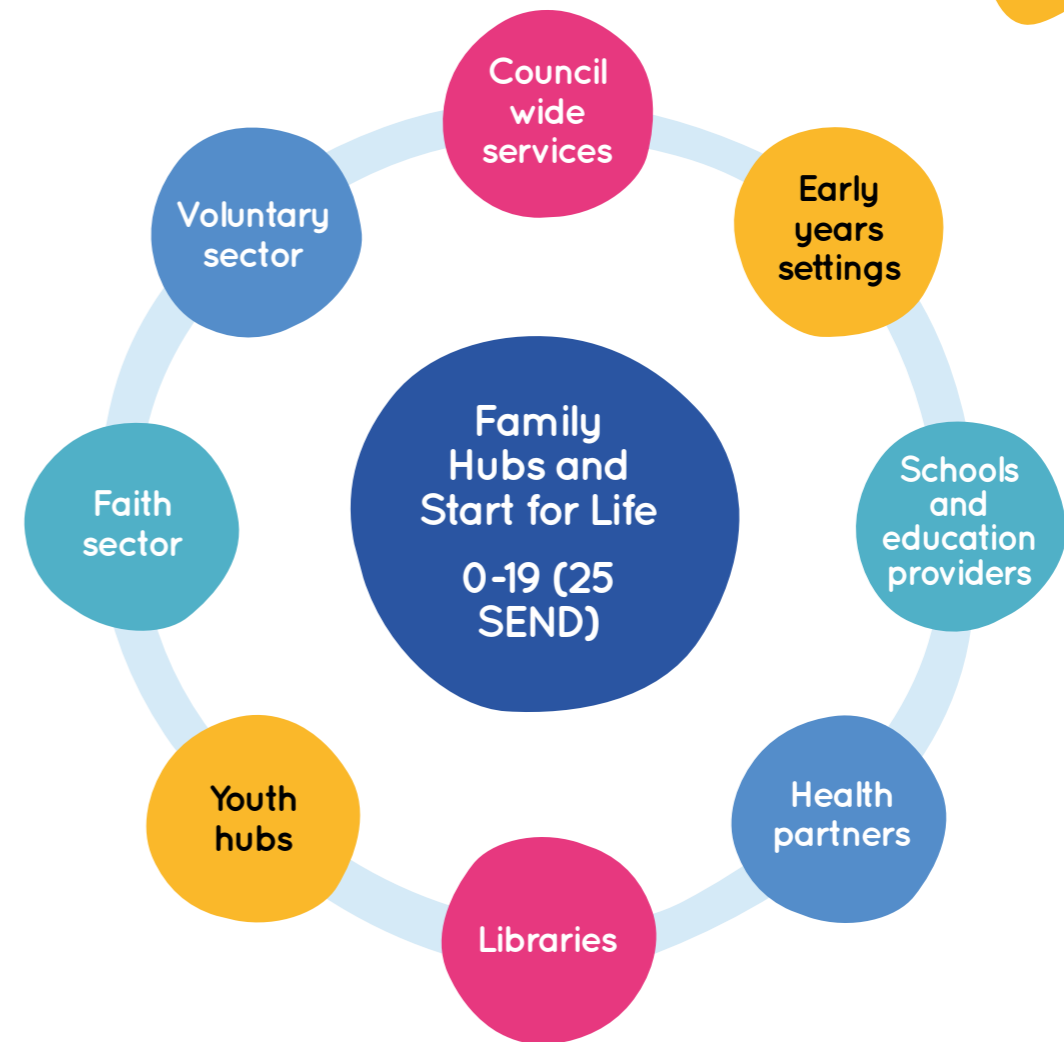 Council
wide
services
Early
years
settings
Schools
and
education
providers
Health
partners
Libraries
Youth
hubs
Faith
sector
Voluntary
sector
Family
Hubs and
Start for Life
0-19 (25
SEND)